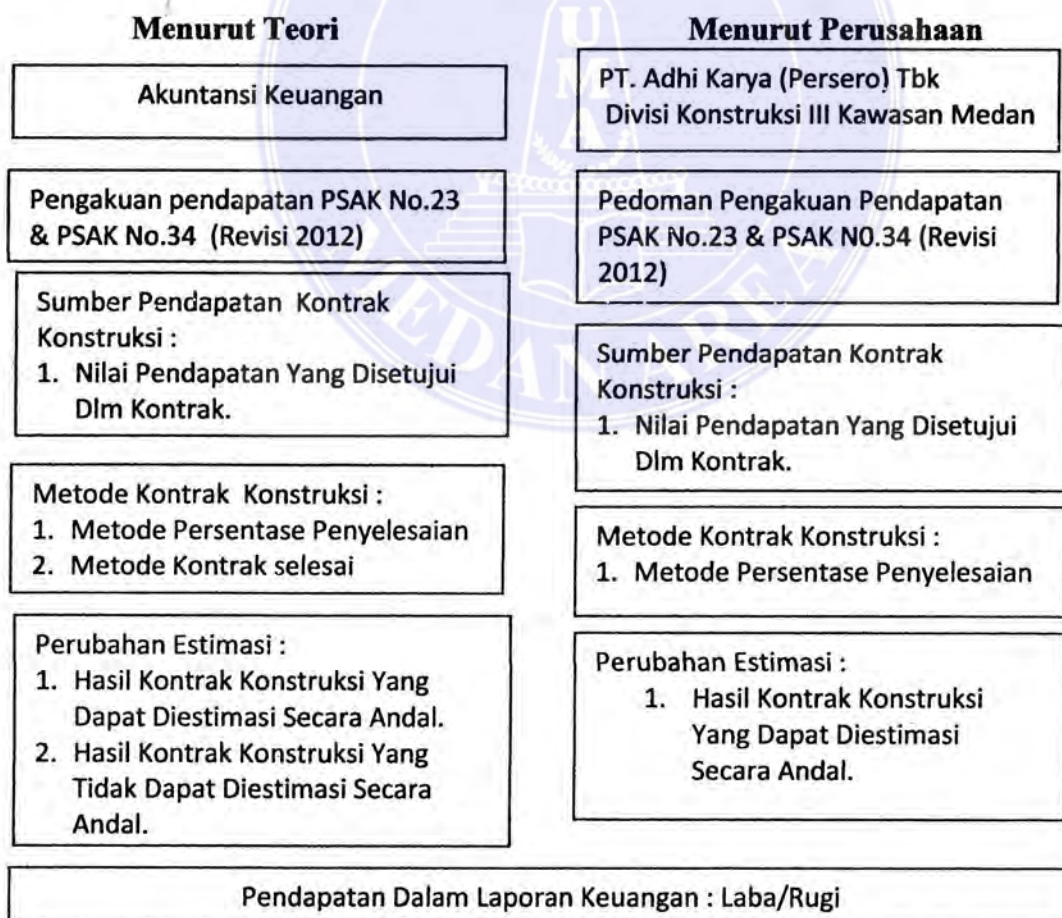 Menurut Teori
Akuntansi Keuangan
Pengakuan pendapatan PSAK No.23
& PSAK No.34 (Revisi 2012)
Sumber Pendapatan Kontrak
Konstruksi :
1. Nilai Pendapatan Yang Disetujui
Dlm Kontrak.
Metode Kontrak Konstruksi :
1. Metode Persentase Penyelesaian
2. Metode Kontrak selesai
Perubahan Estimasi :
1. Hasil Kontrak Konstruksi Yang
Dapat Diestimasi Secara Andal.
2. Hasil Kontrak Konstruksi Yang
Tidak Dapat Diestimasi Secara
Andal.
Menurut Perusahaan
PT. Adhi Karya (Persero) Tbk
Divisi Konstruksi III Kawasan Medan
Pedoman Pengakuan Pendapatan
PSAK No.23 & PSAK NO.34 (Revisi
2012)
Sumber Pendapatan Kontrak
Konstruksi :
1. Nilai Pendapatan Yang Disetujui
Dlm Kontrak.
Metode Kontrak Konstruksi :
1. Metode Persentase Penyelesaian
Perubahan Estimasi :
1. Hasil Kontrak Konstruksi
Yang Dapat Diestimasi
Secara Andal.
Pendapatan Dalam Laporan Keuangan : Laba/Rugi
UMA
MEDAN AREA